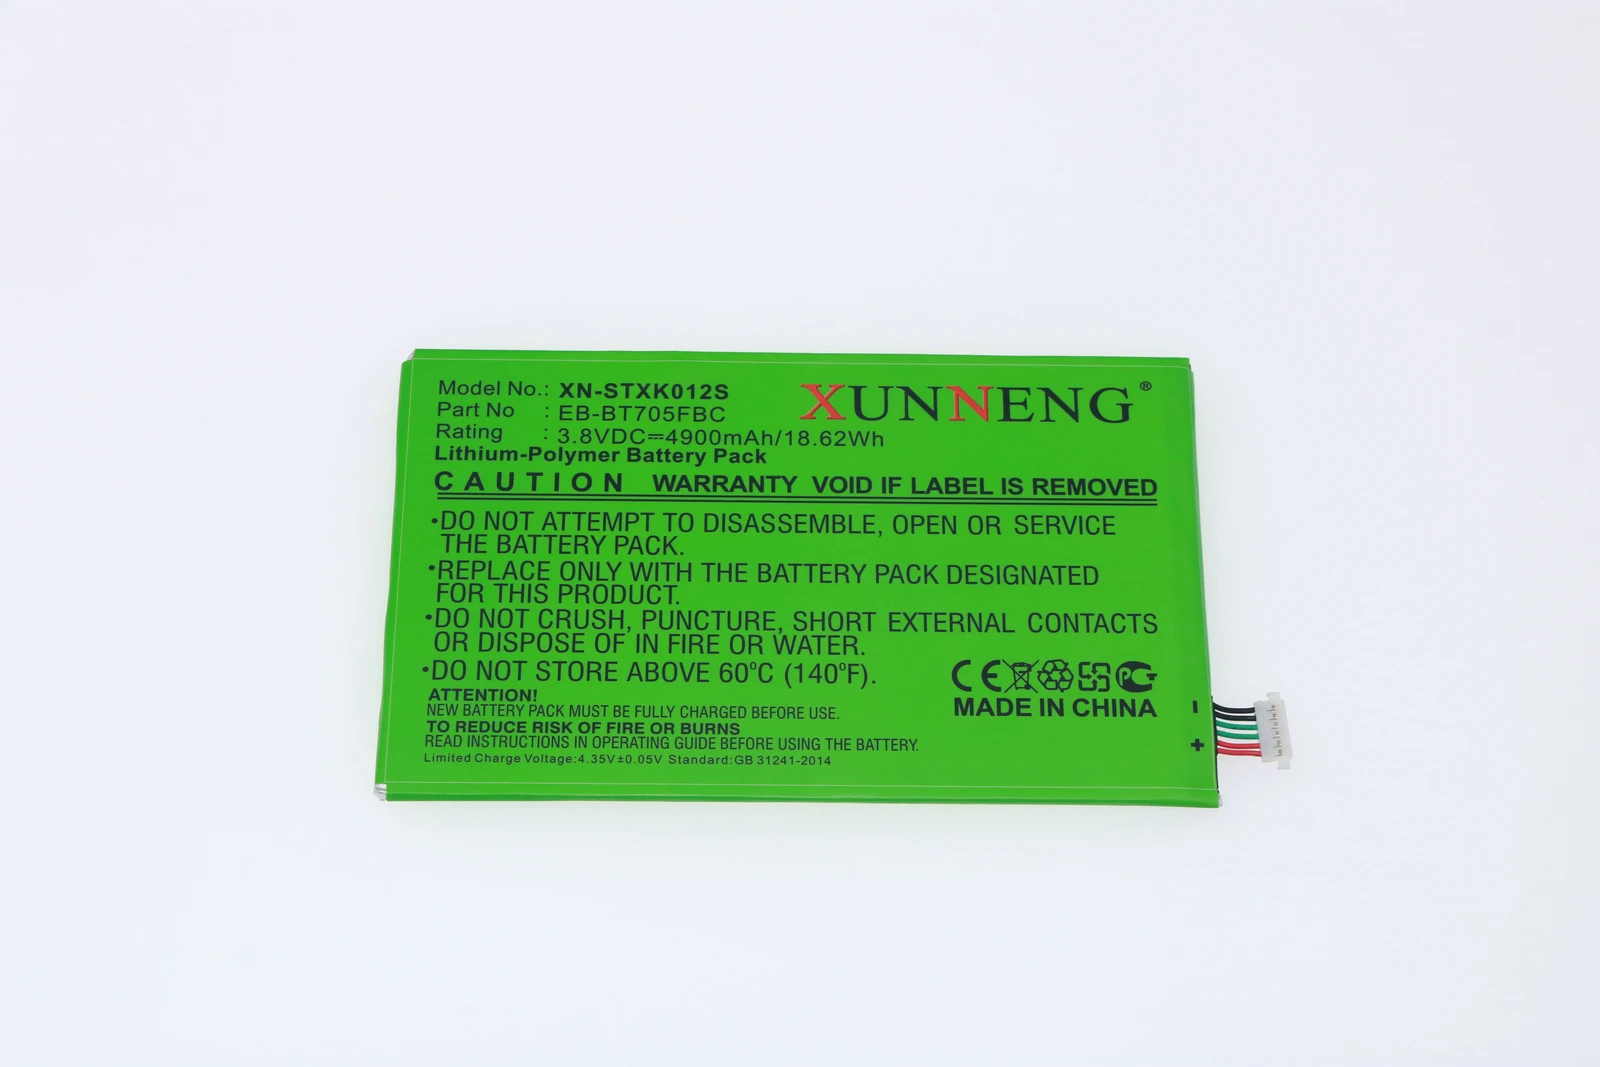 Model No.: XN-STXK012S
XUNNENG®
Part No : EB-BT705FBC
Rating : 3.8VDC⎓4900mAh/18.62Wh
Lithium-Polymer Battery Pack
CAUTION WARRANTY VOID IF LABEL IS REMOVED
•DO NOT ATTEMPT TO DISASSEMBLE, OPEN OR SERVICE
THE BATTERY PACK.
•REPLACE ONLY WITH THE BATTERY PACK DESIGNATED
FOR THIS PRODUCT.
•DO NOT CRUSH, PUNCTURE, SHORT EXTERNAL CONTACTS
OR DISPOSE OF IN FIRE OR WATER.
•DO NOT STORE ABOVE 60ºC (140ºF).
CE PC
MADE IN CHINA
ATTENTION!
NEW BATTERY PACK MUST BE FULLY CHARGED BEFORE USE.
TO REDUCE RISK OF FIRE OR BURNS
READ INSTRUCTIONS IN OPERATING GUIDE BEFORE USING THE BATTERY.
Limited Charge Voltage:4.35V±0.05V Standard:GB 31241-2014
-
+